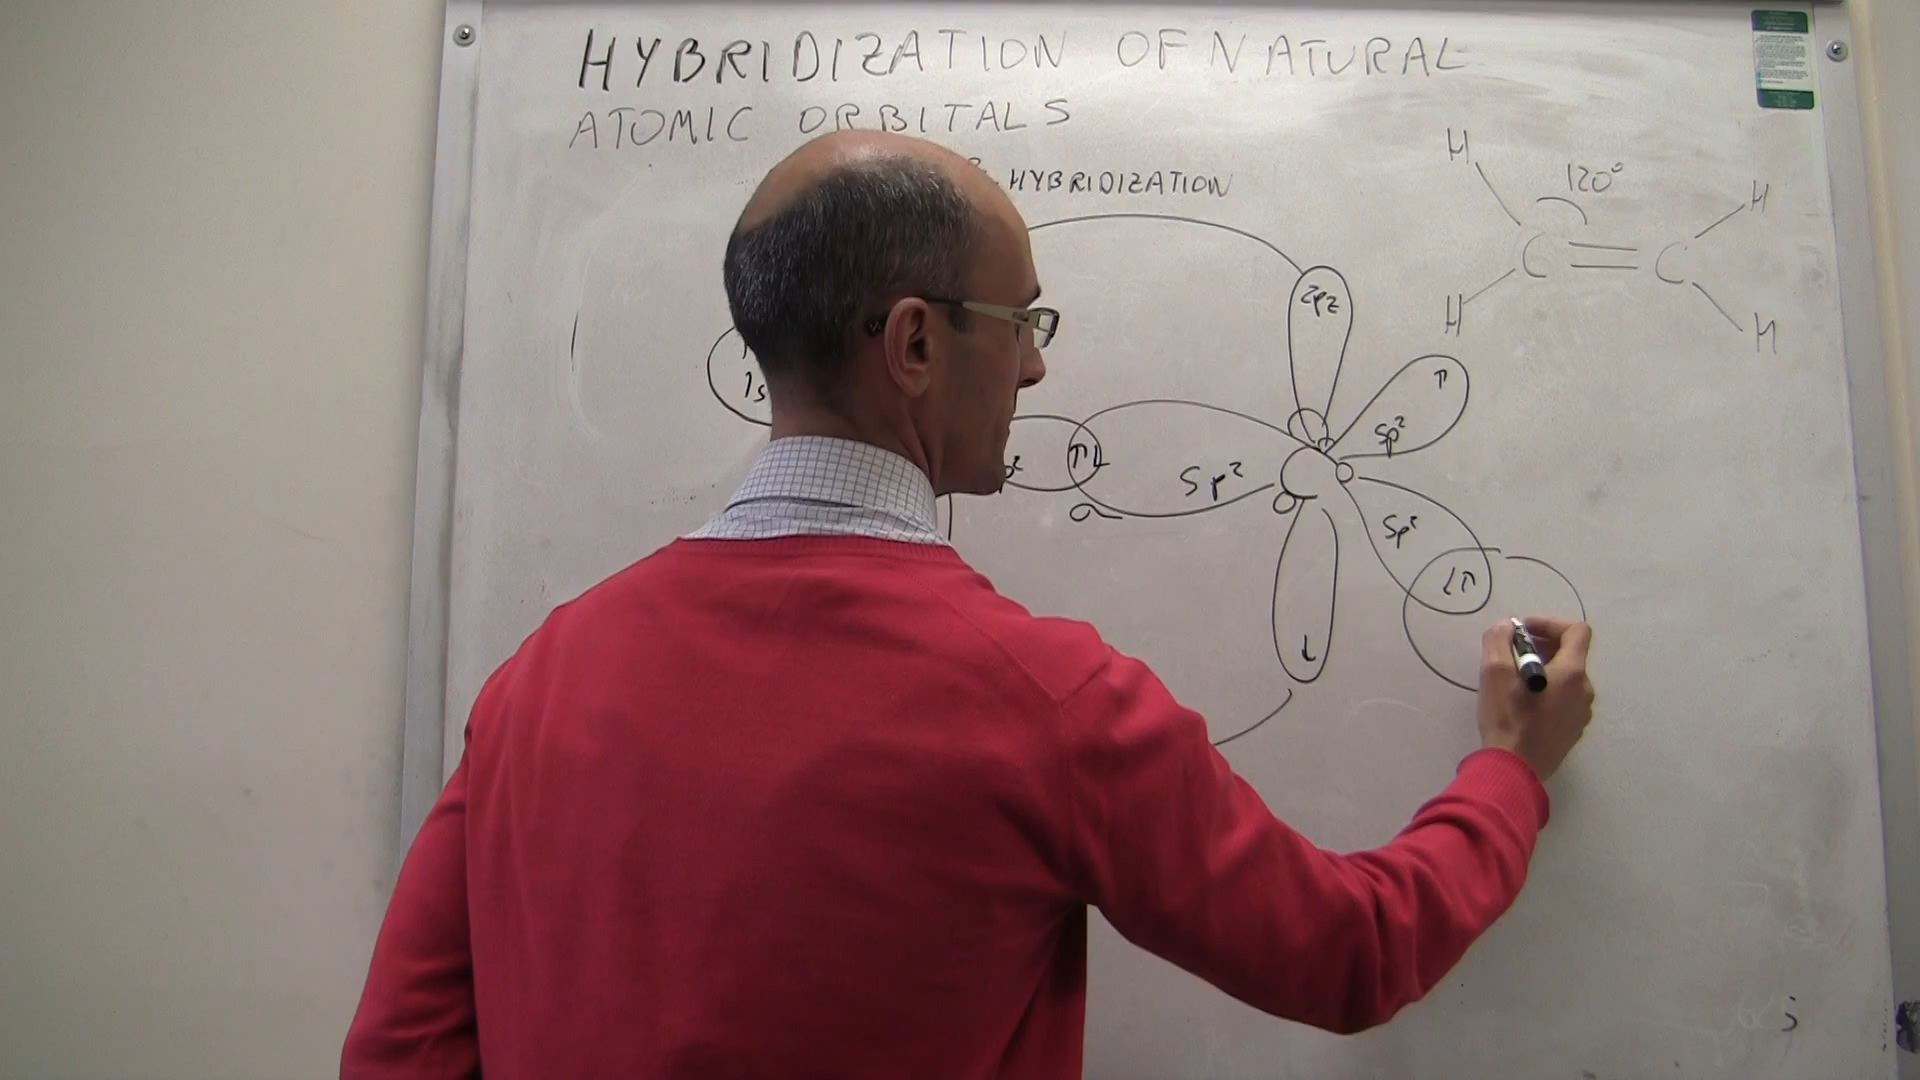 HYBRIDIZATION OF NATURAL
ATOMIC ORBITALS
HYBRIDIZATION
H
120°
H
C = C
H
H
2pz
1s
↑
sp²
↑↓
sp²
sp²
σ
↓↑
↓